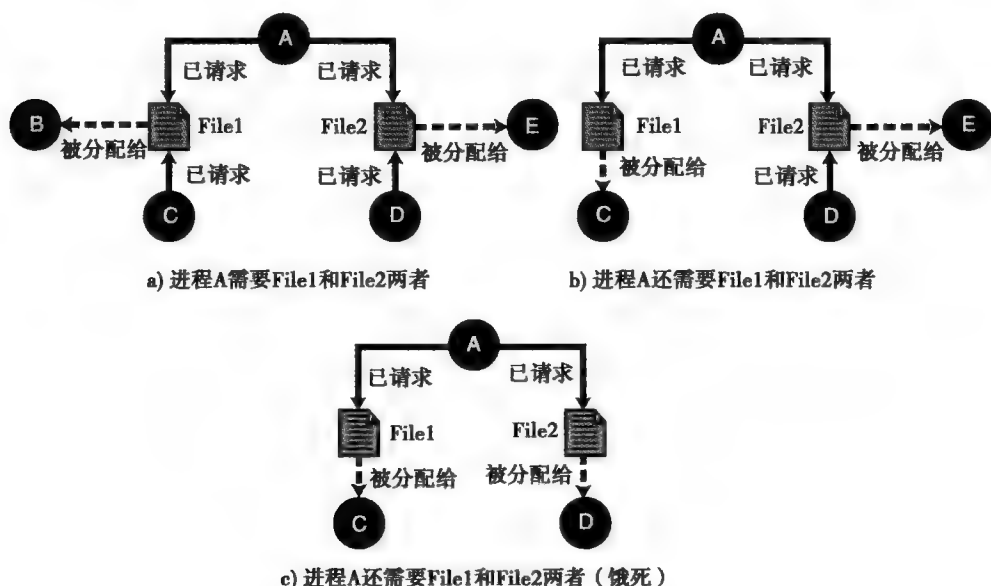 A
已请求 已请求
B File1 File2 E
被分配给 被分配给
已请求 已请求
C D
a) 进程A需要File1和File2两者
A
已请求 已请求
File1 File2 E
被分配给 被分配给
已请求
C D
b) 进程A还需要File1和File2两者
A
已请求 已请求
File1 File2
被分配给 被分配给
C D
c) 进程A还需要File1和File2两者（饿死）